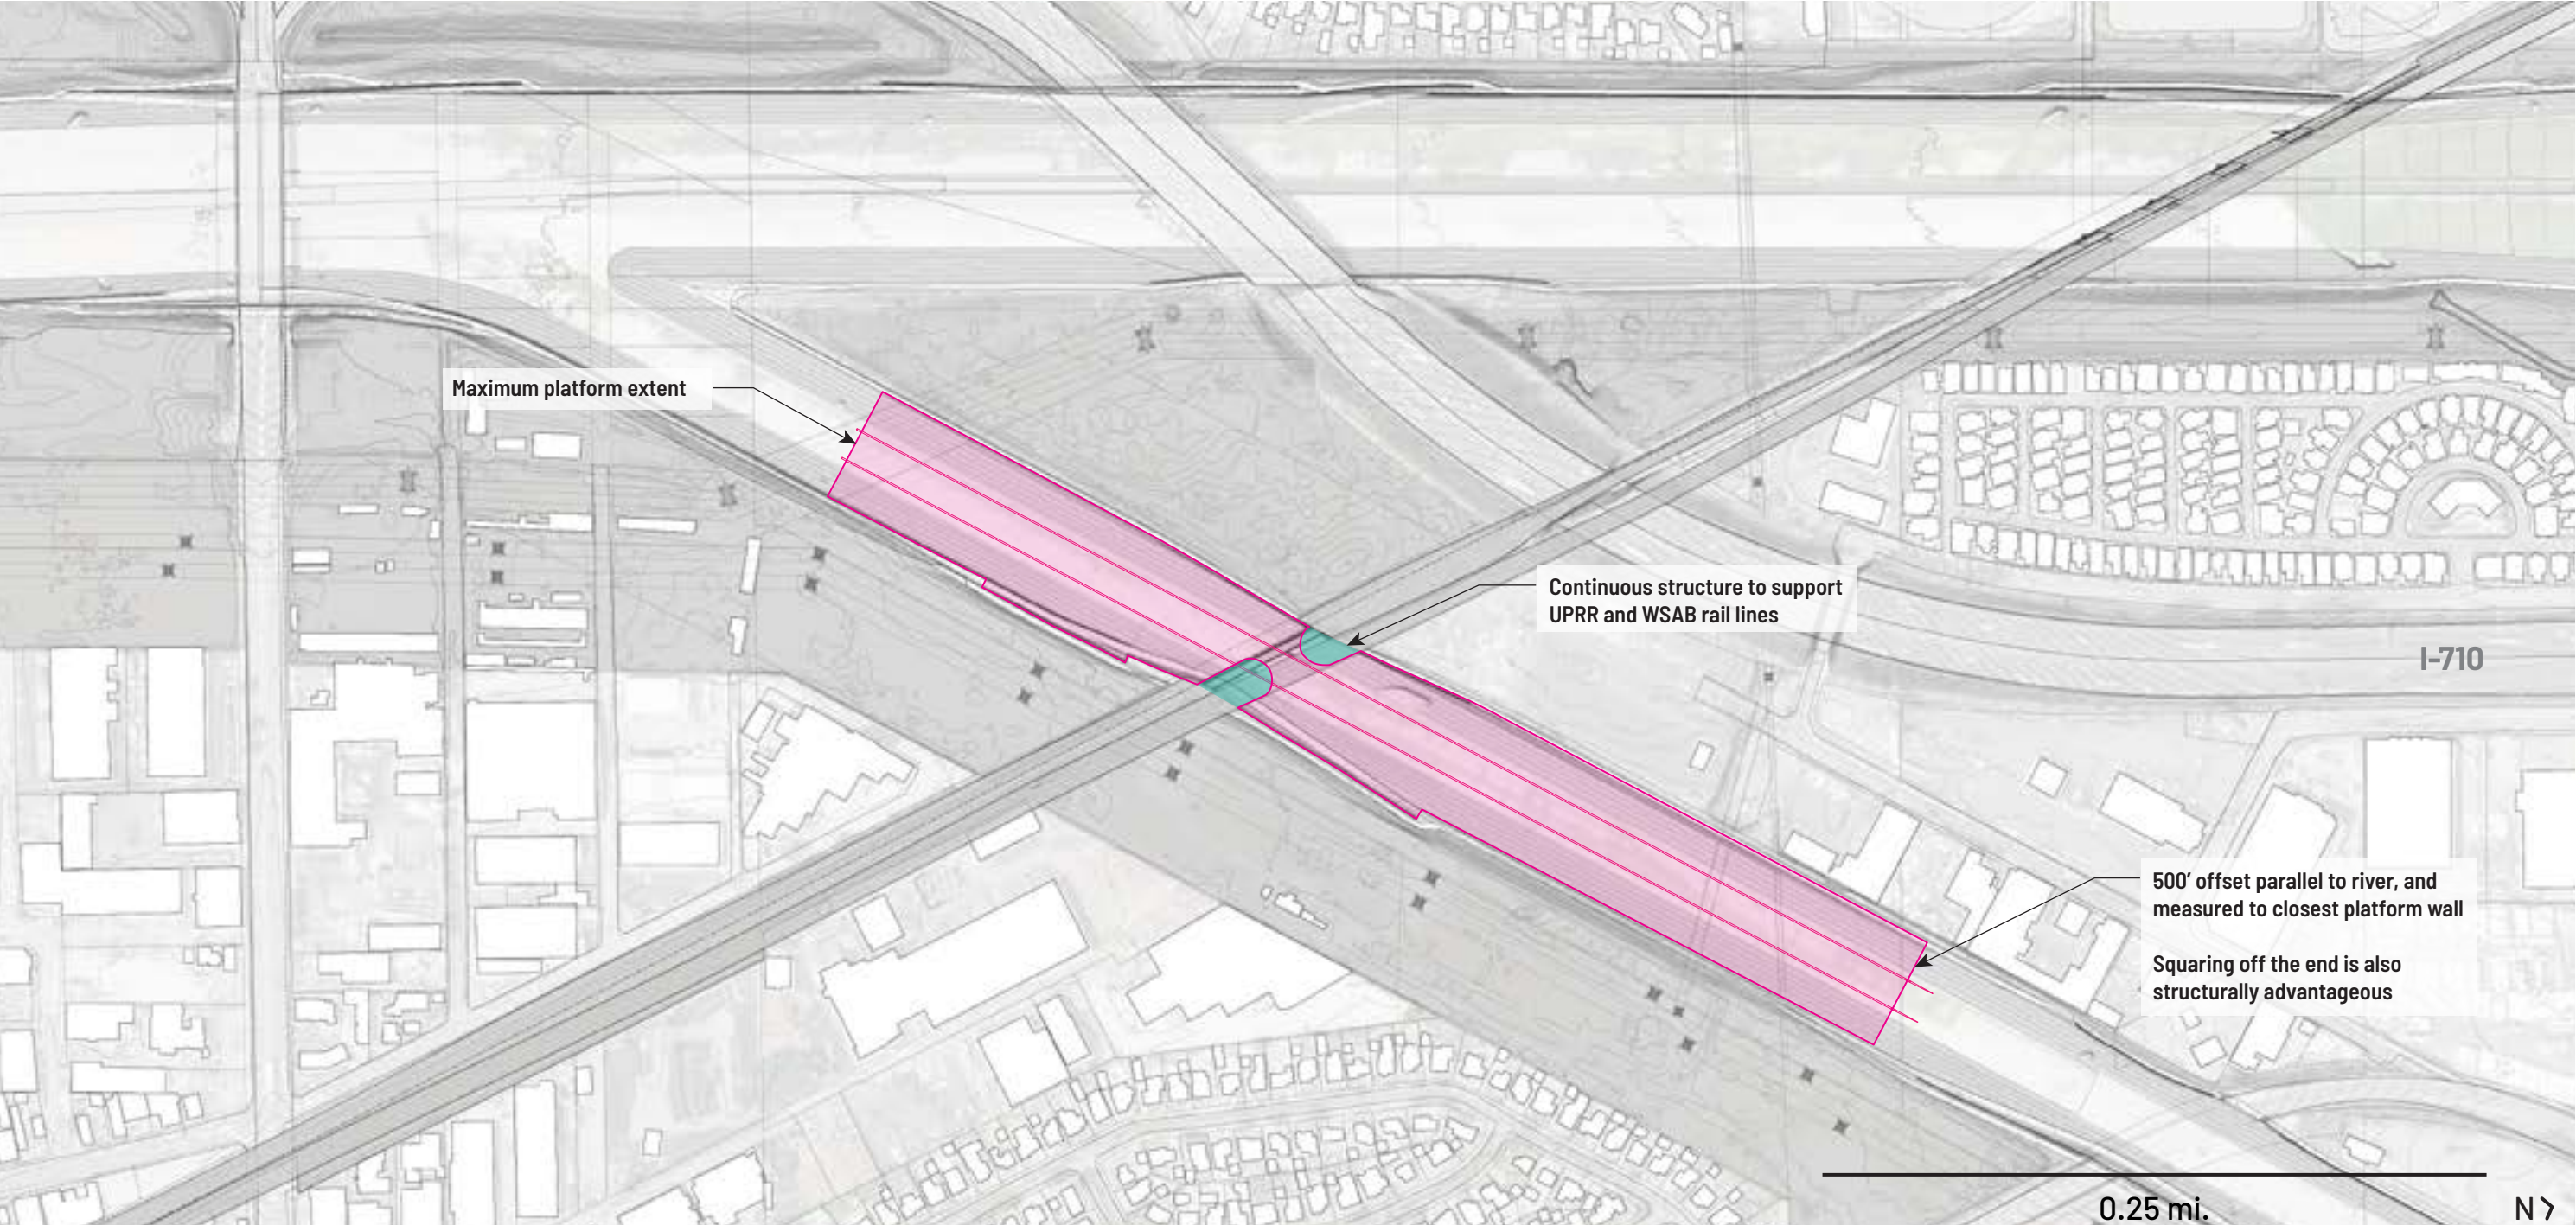 Maximum platform extent
Continuous structure to support
UPRR and WSAB rail lines
I-710
500’ offset parallel to river, and
measured to closest platform wall
Squaring off the end is also
structurally advantageous
0.25 mi.
N